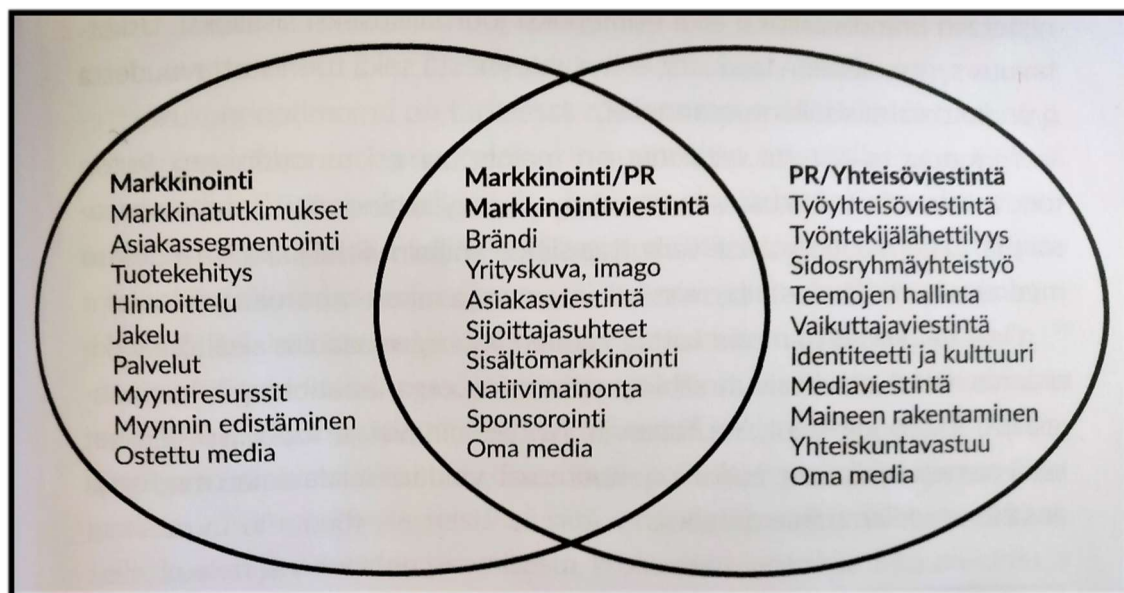 Markkinointi
Markkinatutkimukset
Asiakassegmentointi
Tuotekehitys
Hinnoittelu
Jakelu
Palvelut
Myyntiresurssit
Myynnin edistäminen
Ostettu media
Markkinointi/PR
Markkinointiviestintä
Brändi
Yrityskuva, imago
Asiakasviestintä
Sijoittajasuhteet
Sisältömarkkinointi
Natiivimainonta
Sponsorointi
Oma media
PR/Yhteisöviestintä
Työyhteisöviestintä
Työntekijälähettilyys
Sidosryhmäyhteistyö
Teemojen hallinta
Vaikuttajaviestintä
Identiteetti ja kulttuuri
Mediaviestintä
Maineen rakentaminen
Yhteiskuntavastuu
Oma media